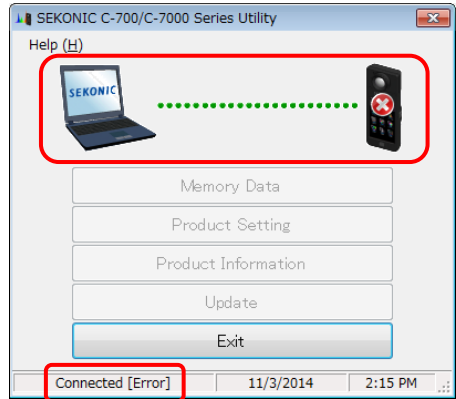 SEKONIC C-700/C-7000 Series Utility
Help (H)
SEKONIC
Memory Data
Product Setting
Product Information
Update
Exit
Connected [Error] 11/3/2014 2:15 PM